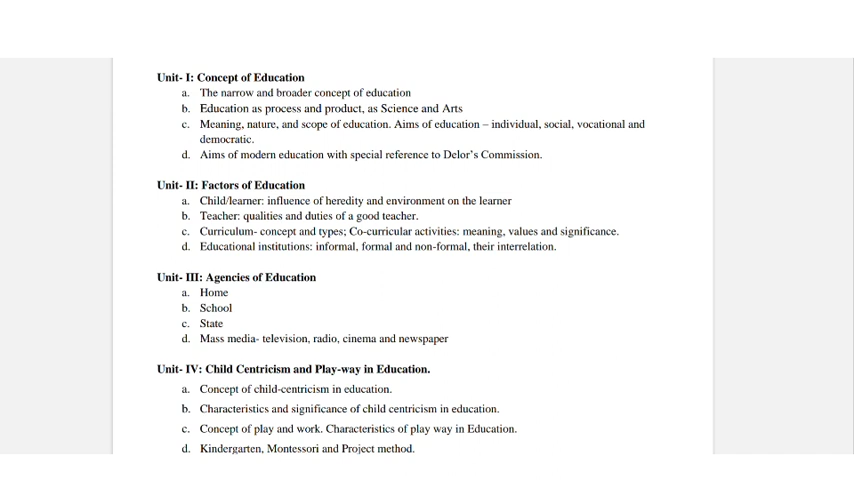 Unit- I: Concept of Education
a. The narrow and broader concept of education
b. Education as process and product, as Science and Arts
c. Meaning, nature, and scope of education. Aims of education – individual, social, vocational and
democratic.
d. Aims of modern education with special reference to Delor's Commission.
Unit- II: Factors of Education
a. Child/learner: influence of heredity and environment on the learner
b. Teacher: qualities and duties of a good teacher.
c. Curriculum- concept and types; Co-curricular activities: meaning, values and significance.
d. Educational institutions: informal, formal and non-formal, their interrelation.
Unit- III: Agencies of Education
a. Home
b. School
c. State
d. Mass media- television, radio, cinema and newspaper
Unit- IV: Child Centricism and Play-way in Education.
a. Concept of child-centricism in education.
b. Characteristics and significance of child centricism in education.
c. Concept of play and work. Characteristics of play way in Education.
d. Kindergarten, Montessori and Project method.